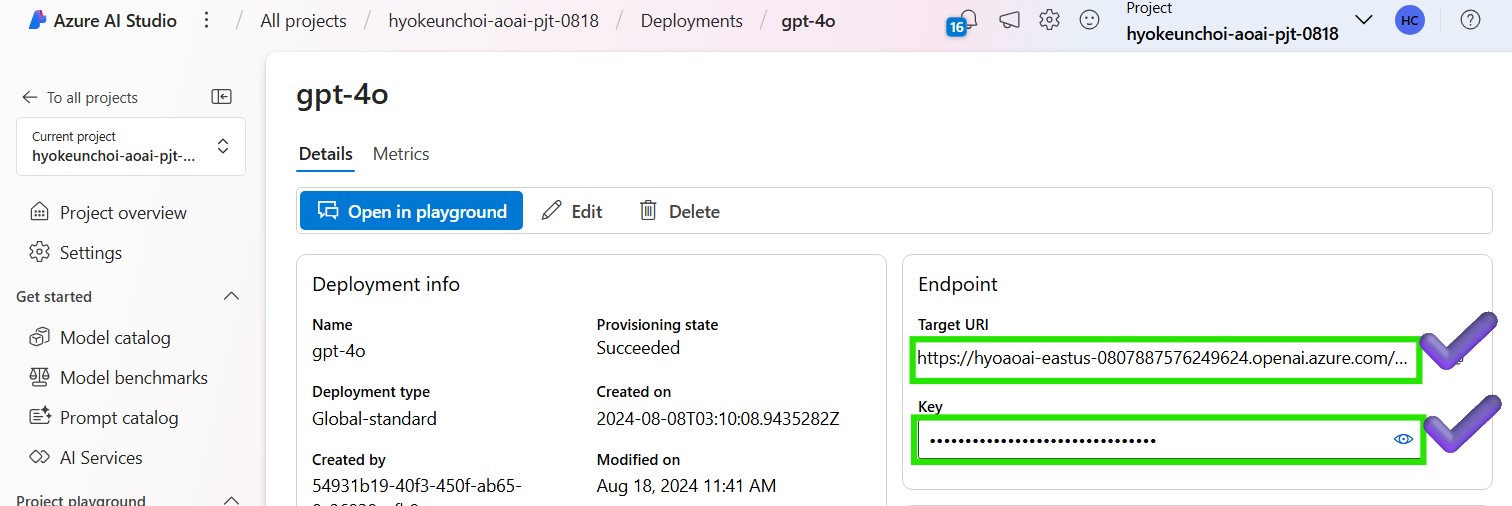 Azure AI Studio
All projects / hyokeunchoi-aoai-pjt-0818 / Deployments / gpt-4o
16
Project
hyokeunchoi-aoai-pjt-0818
HC
To all projects
Current project
hyokeunchoi-aoai-pjt-...
Project overview
Settings
Get started
Model catalog
Model benchmarks
Prompt catalog
AI Services
Project playground
gpt-4o
Details Metrics
Open in playground Edit Delete
Deployment info
Name
gpt-4o
Provisioning state
Succeeded
Deployment type
Global-standard
Created on
2024-08-08T03:10:08.9435282Z
Created by
54931b19-40f3-450f-ab65-
Modified on
Aug 18, 2024 11:41 AM
Endpoint
Target URI
https://hyoaoai-eastus-0807887576249624.openai.azure.com/...
Key